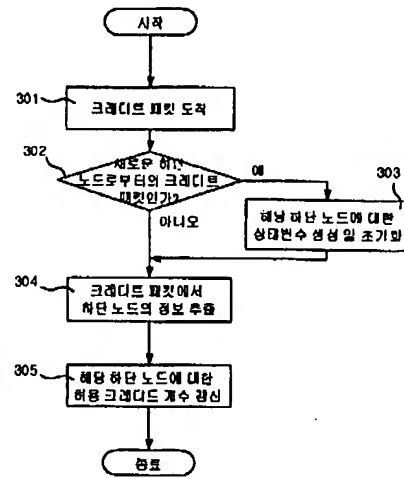 시작
301
크레디트 패킷 도착
302
새로운 하단
노드로부터의 크레디트
패킷인가?
예
303
아니오
해당 하단 노드에 대한
상태변수 생성 및 초기화
304
크레디트 패킷에서
하단 노드의 정보 추출
305
해당 하단 노드에 대한
허용 크레디트 개수 갱신
종료